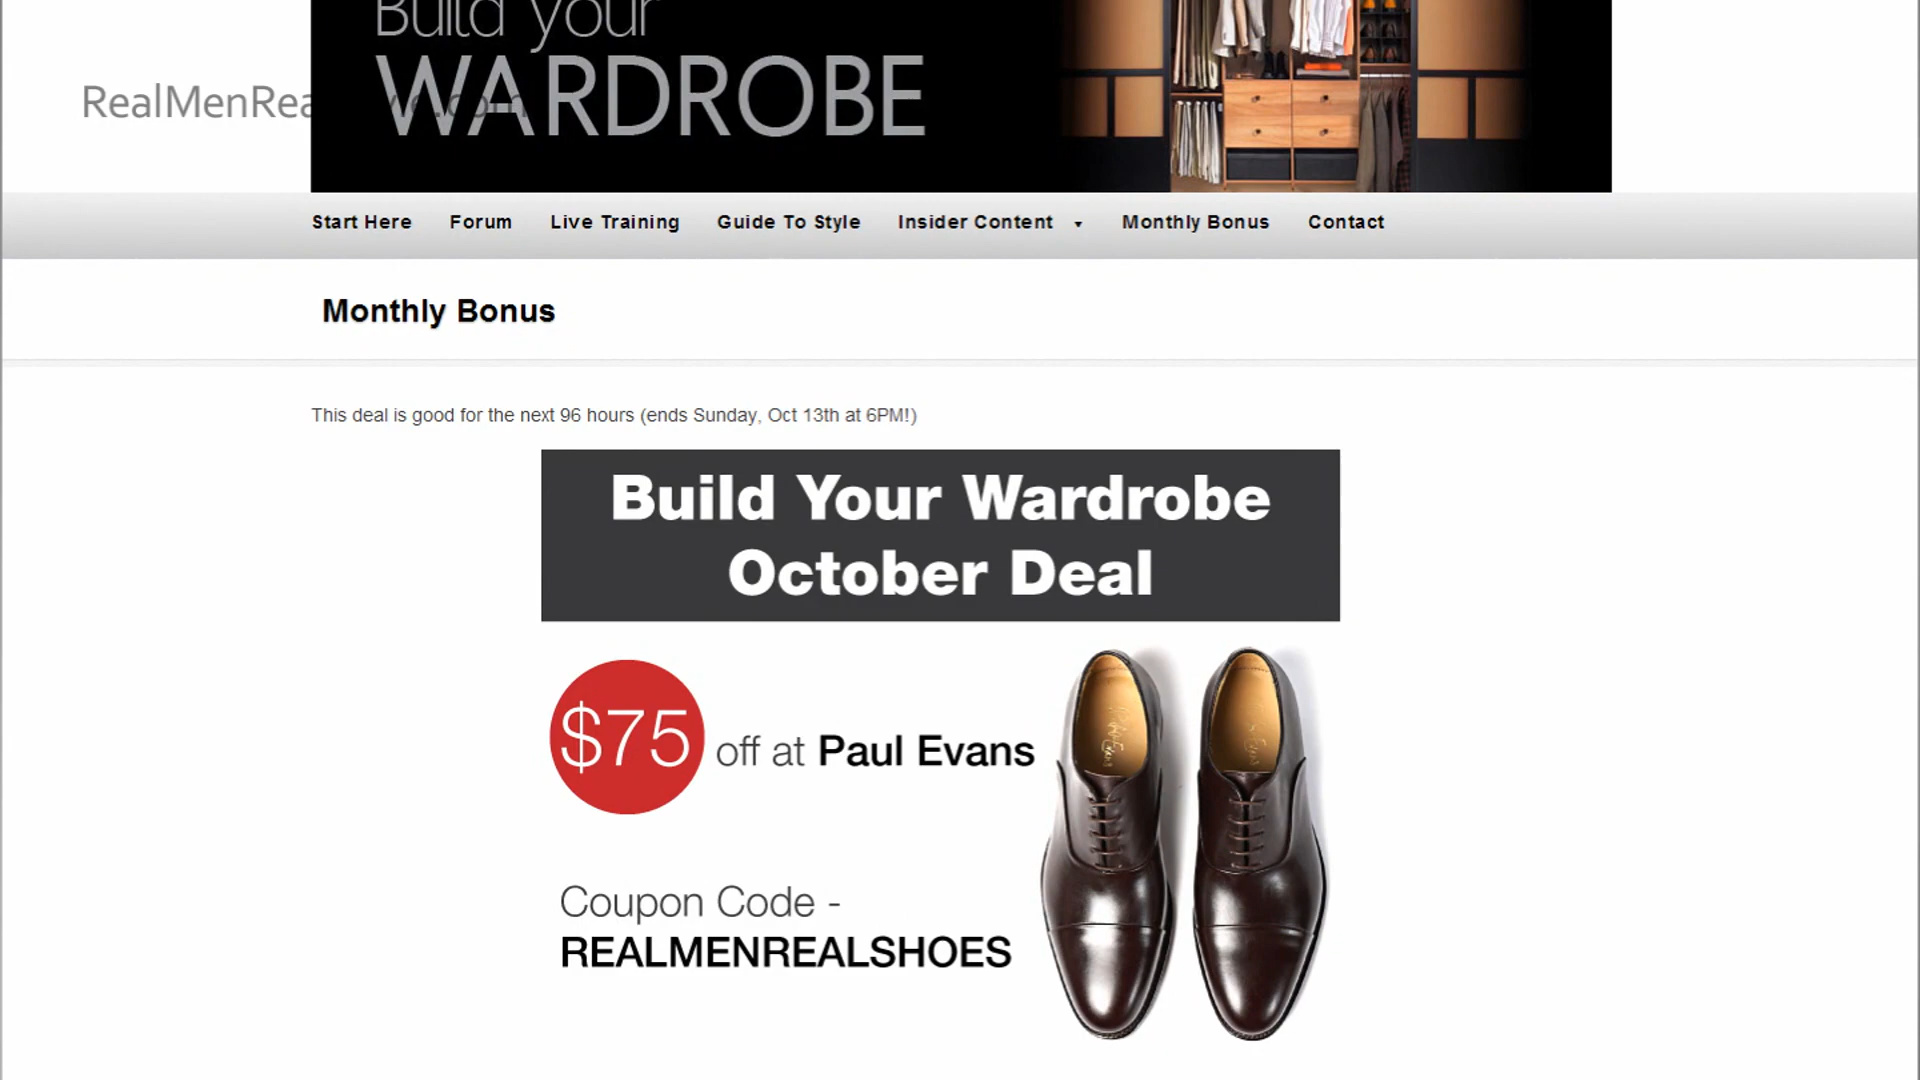 Build your
WARDROBE
RealMenRea
Start Here Forum Live Training Guide To Style Insider Content Monthly Bonus Contact
Monthly Bonus
This deal is good for the next 96 hours (ends Sunday, Oct 13th at 6PM!)
Build Your Wardrobe
October Deal
$75 off at Paul Evans
Coupon Code -
REALMENREALSHOES